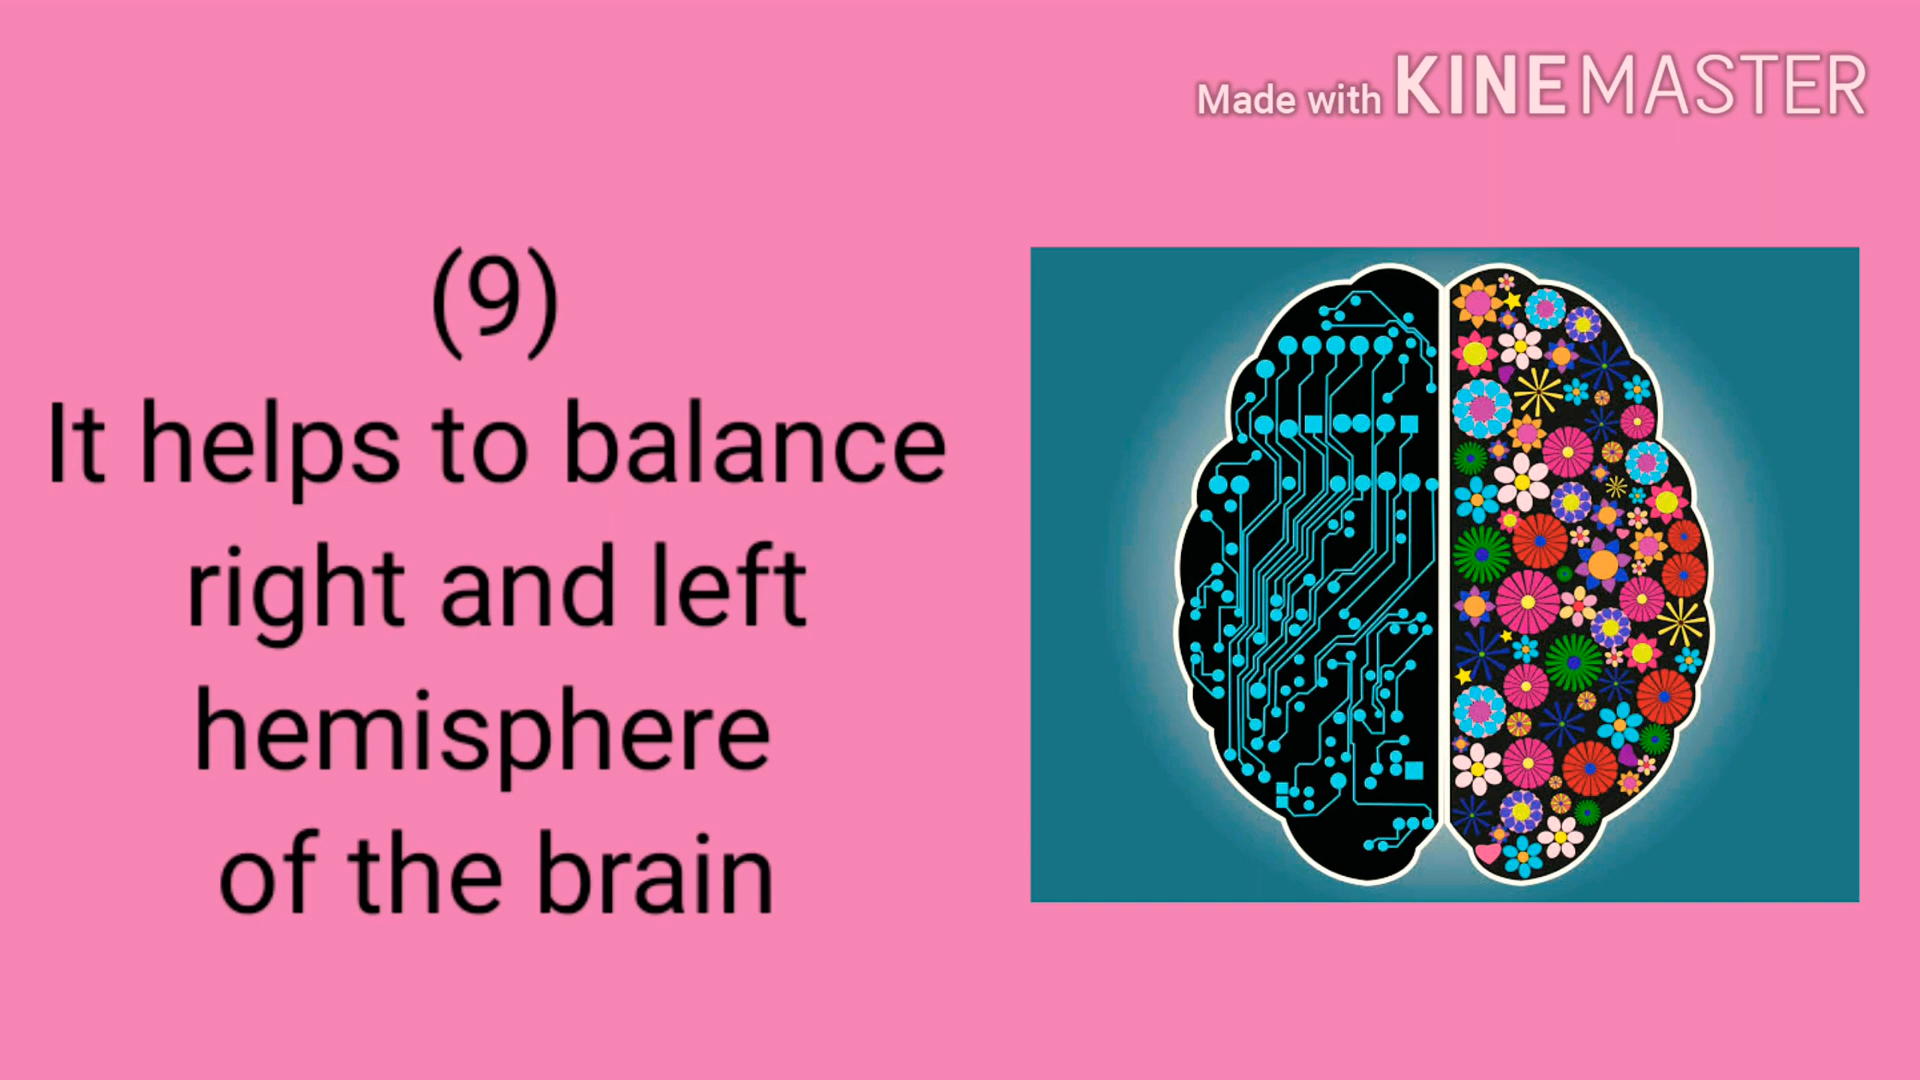 Made with KINEMASTER
(9)
It helps to balance
right and left
hemisphere
of the brain